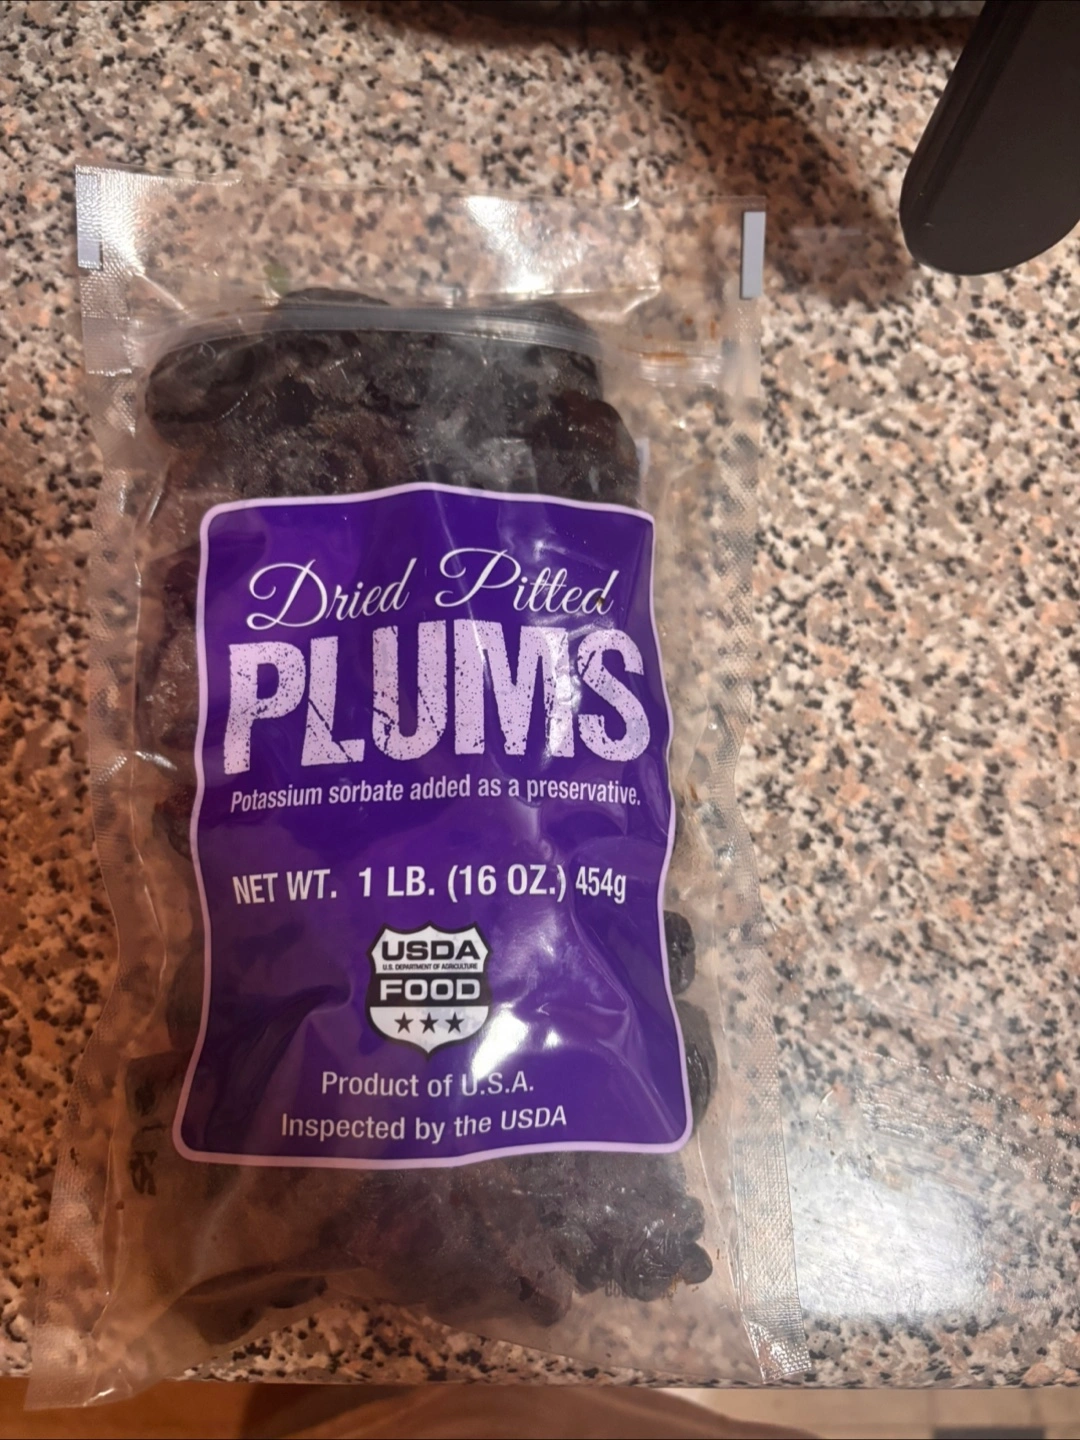 Dried Pitted
PLUMS
Potassium sorbate added as a preservative.
NET WT. 1 LB. (16 OZ.) 454g
USDA
U.S. DEPARTMENT OF AGRICULTURE
FOOD
Product of U.S.A.
Inspected by the USDA